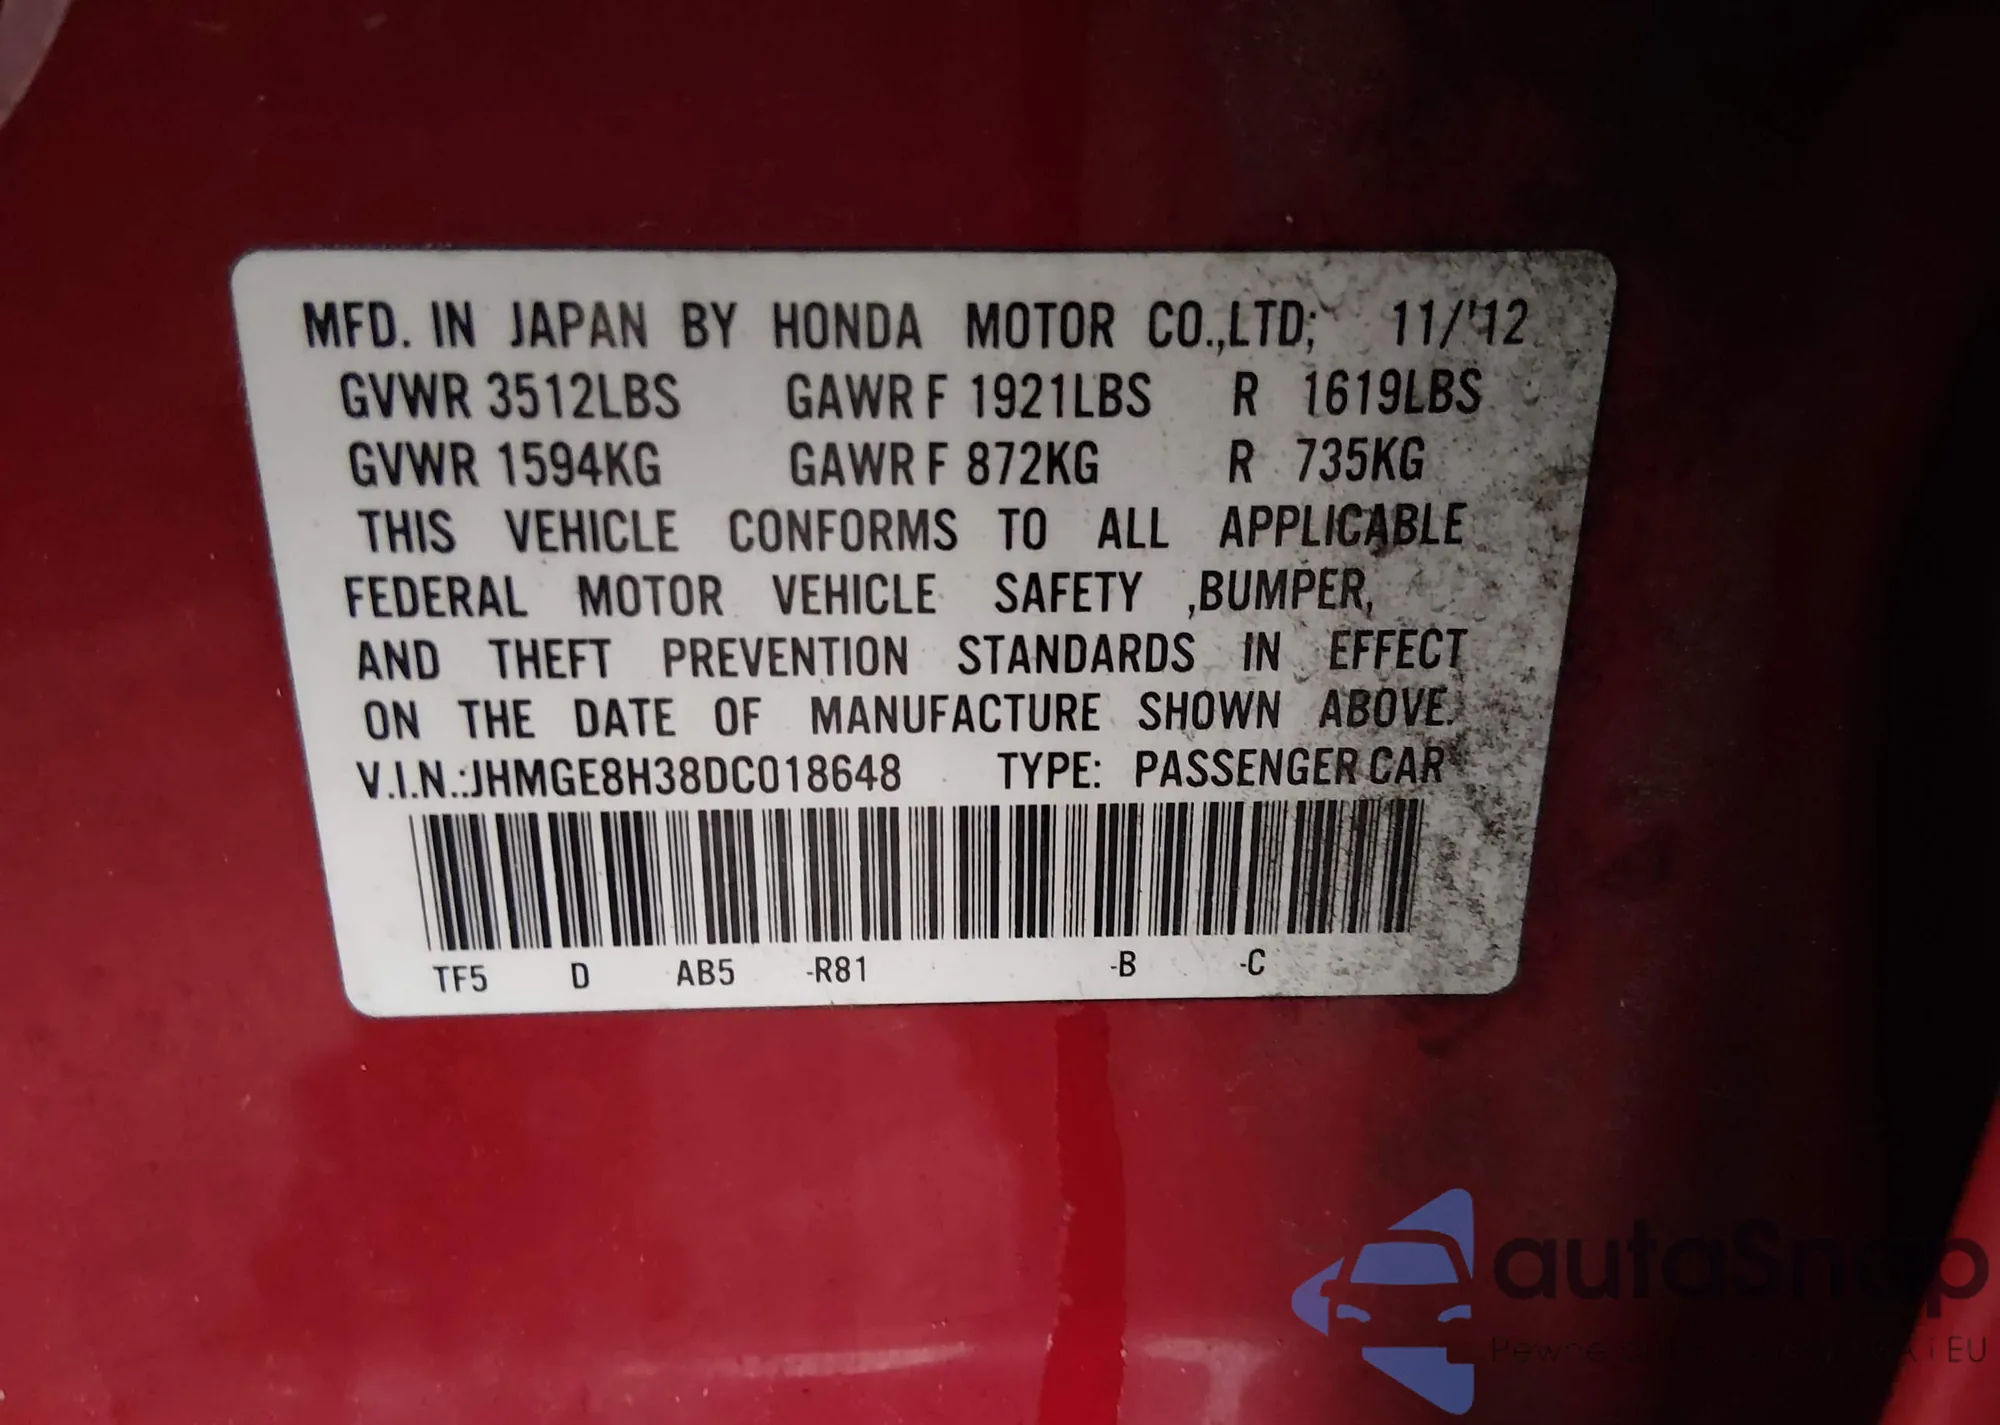 MFD. IN JAPAN BY HONDA MOTOR CO.,LTD; 11/'12
GVWR 3512LBS GAWR F 1921LBS R 1619LBS
GVWR 1594KG GAWR F 872KG R 735KG
THIS VEHICLE CONFORMS TO ALL APPLICABLE
FEDERAL MOTOR VEHICLE SAFETY ,BUMPER,
AND THEFT PREVENTION STANDARDS IN EFFECT
ON THE DATE OF MANUFACTURE SHOWN ABOVE.
V.I.N.:JHMGE8H38DC018648 TYPE: PASSENGER CAR
TF5 D AB5 -R81 -B -C
autaSnap
i EU